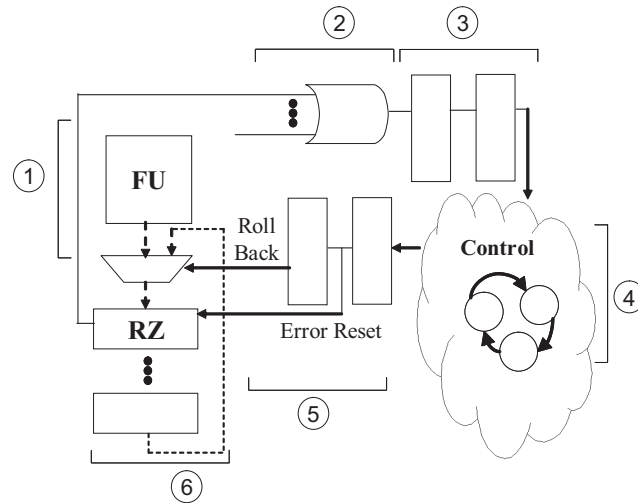 ②
③
①
FU
Roll
Back
Control
④
RZ
Error Reset
⑤
⑥